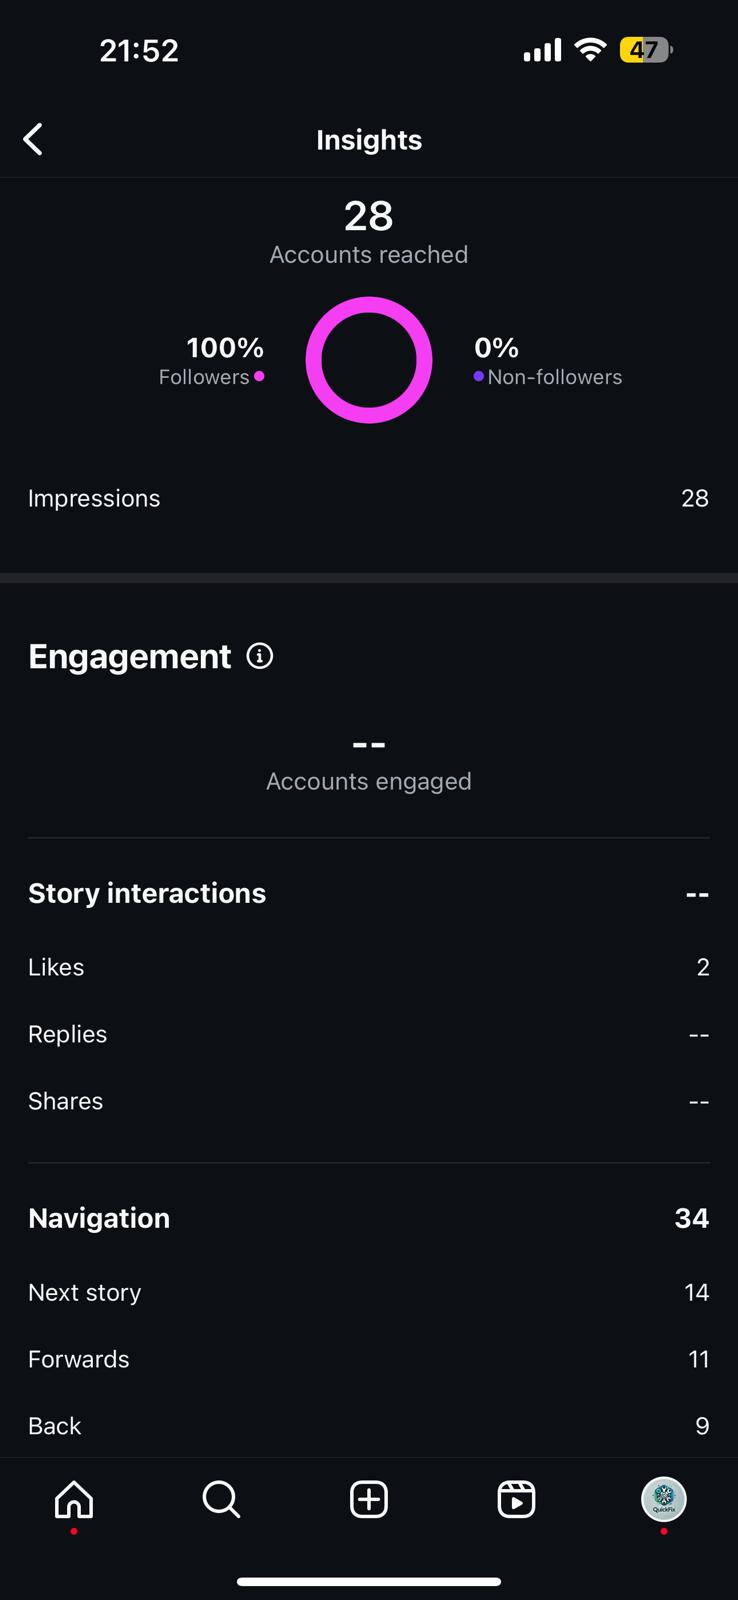 21:52
47
Insights
28
Accounts reached
100%
Followers
0%
Non-followers
Impressions 28
Engagement
--
Accounts engaged
Story interactions --
Likes 2
Replies --
Shares --
Navigation 34
Next story 14
Forwards 11
Back 9
QuickFix